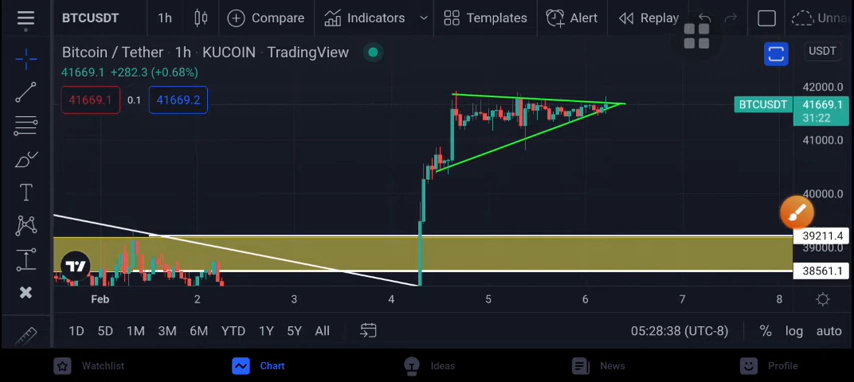 BTCUSDT 1h Compare Indicators Templates Alert Replay Unna
Bitcoin / Tether · 1h · KUCOIN · TradingView
USDT
41669.1 +282.3 (+0.68%)
41669.1 0.1 41669.2
42000.0
BTCUSDT 41669.1
31:22
41000.0
40000.0
39211.4
39000.0
38561.1
Feb 2 3 4 5 6 7 8
1D 5D 1M 3M 6M YTD 1Y 5Y All 05:28:38 (UTC-8) % log auto
Watchlist Chart Ideas News Profile